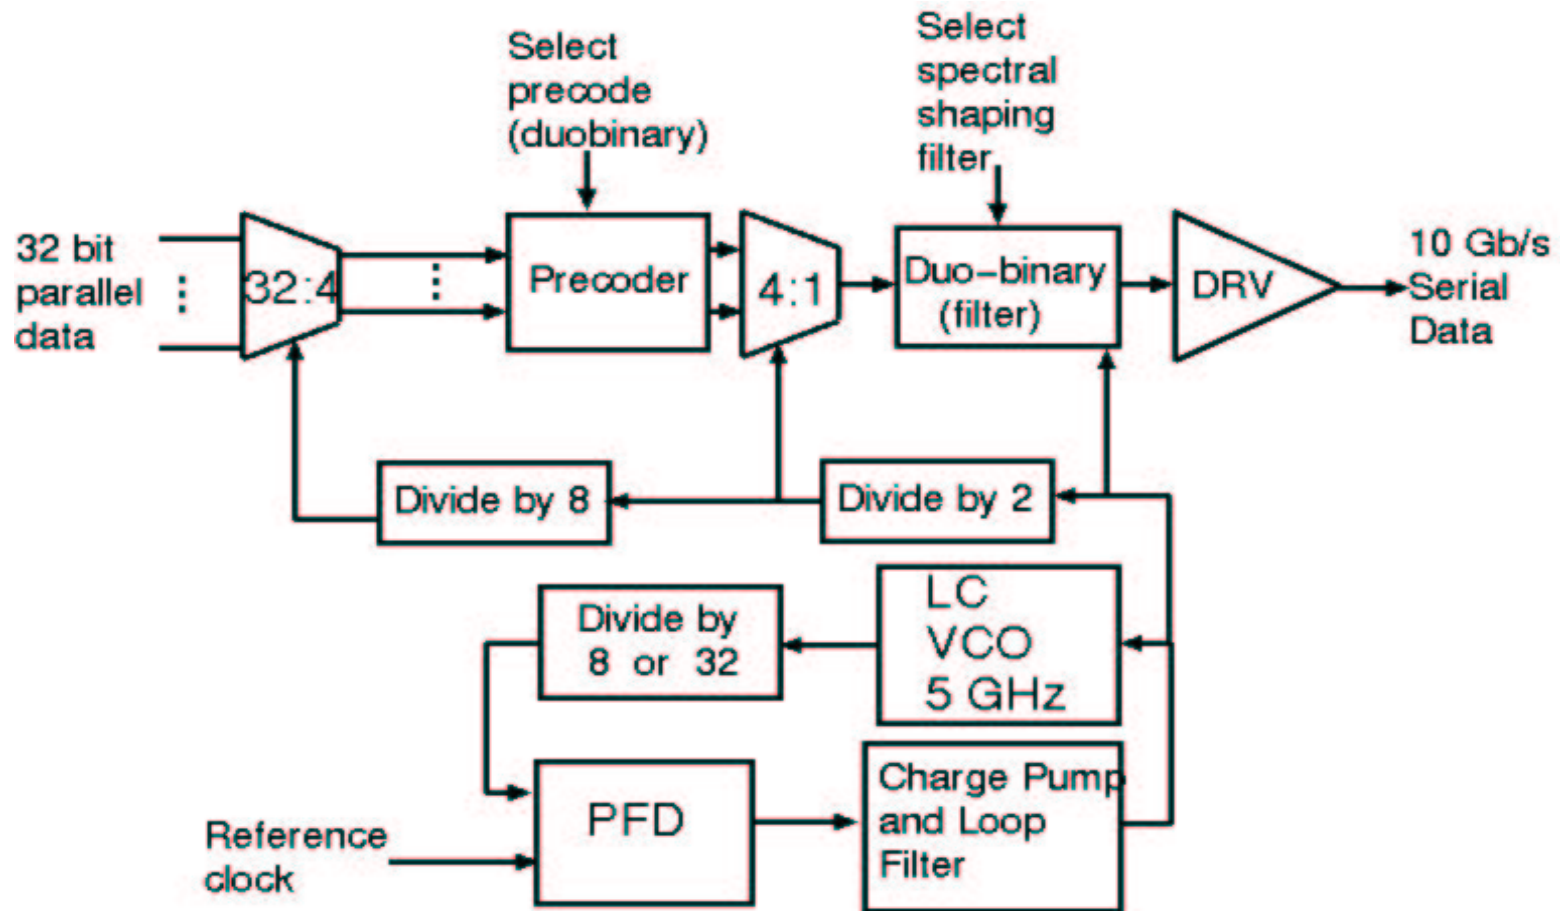 Select
precode
(duobinary)
Select
spectral
shaping
filter
32 bit
parallel
data
32:4
Precoder
4:1
Duo-binary
(filter)
DRV
10 Gb/s
Serial
Data
Divide by 8
Divide by 2
Divide by
8 or 32
LC
VCO
5 GHz
PFD
Charge Pump
and Loop
Filter
Reference
clock